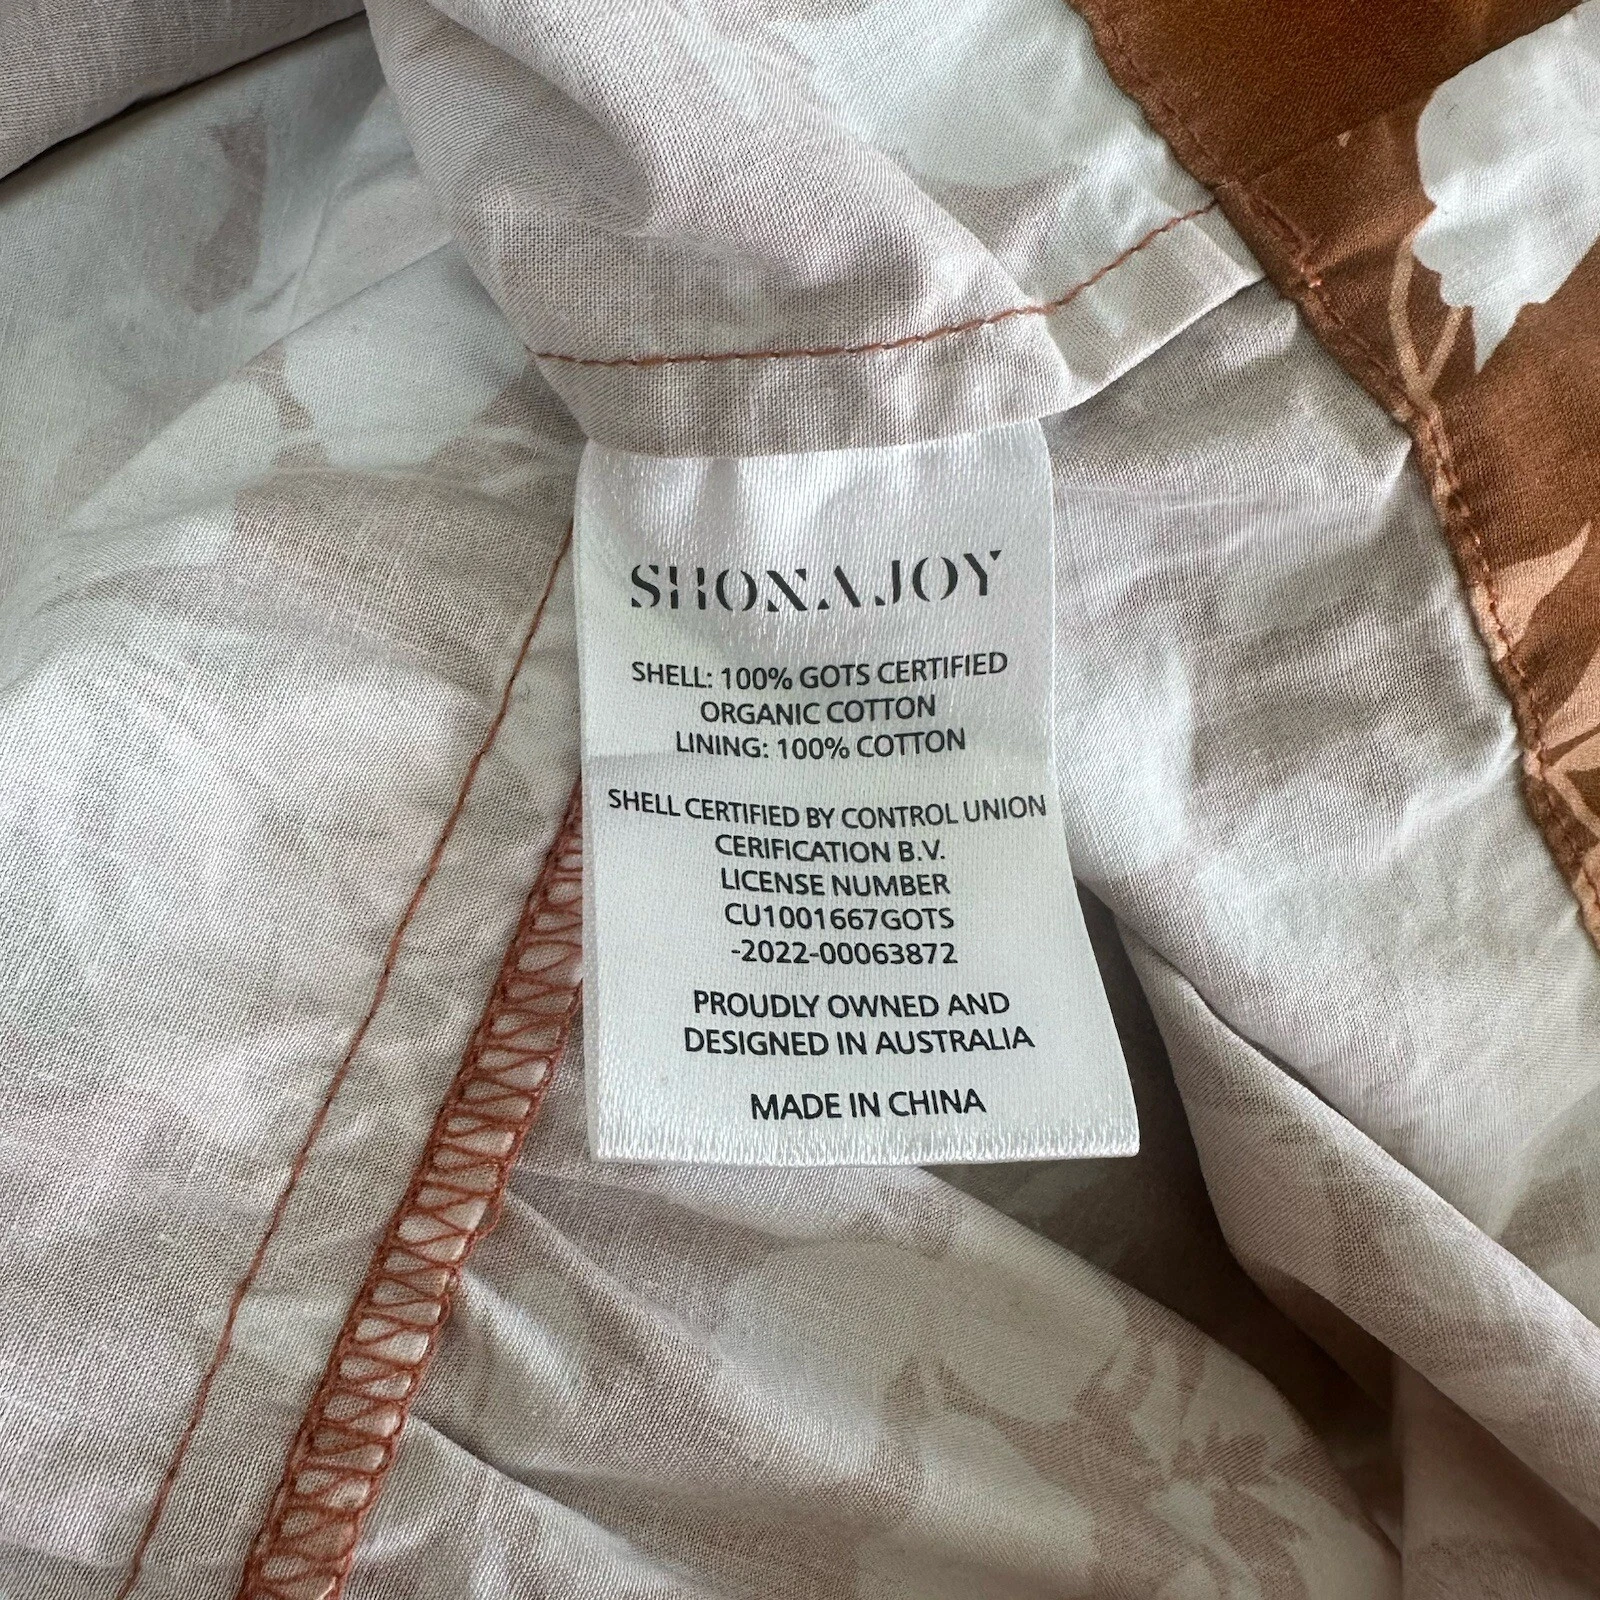 SHONAJOY
SHELL: 100% GOTS CERTIFIED
ORGANIC COTTON
LINING: 100% COTTON
SHELL CERTIFIED BY CONTROL UNION
CERIFICATION B.V.
LICENSE NUMBER
CU1001667GOTS
-2022-00063872
PROUDLY OWNED AND
DESIGNED IN AUSTRALIA
MADE IN CHINA